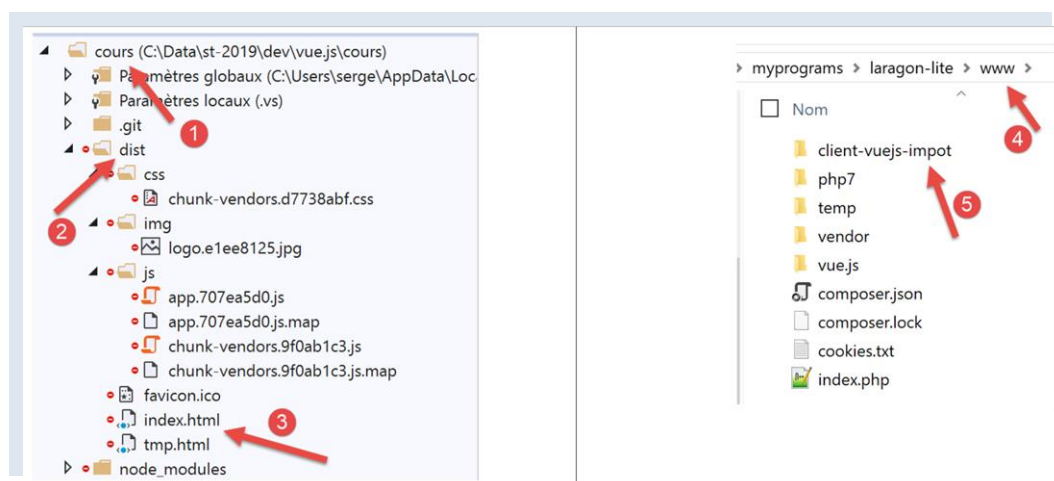 cours (C:\Data\st-2019\dev\vue.js\cours)
Paramètres globaux (C:\Users\serge\AppData\Loc
Paramètres locaux (.vs)
1
.git
dist
css
chunk-vendors.d7738abf.css
2
img
logo.e1ee8125.jpg
js
app.707ea5d0.js
app.707ea5d0.js.map
chunk-vendors.9f0ab1c3.js
chunk-vendors.9f0ab1c3.js.map
favicon.ico
index.html
3
tmp.html
node_modules
myprograms > laragon-lite > www >
Nom
4
client-vuejs-impot
php7
5
temp
vendor
vue.js
composer.json
composer.lock
cookies.txt
index.php